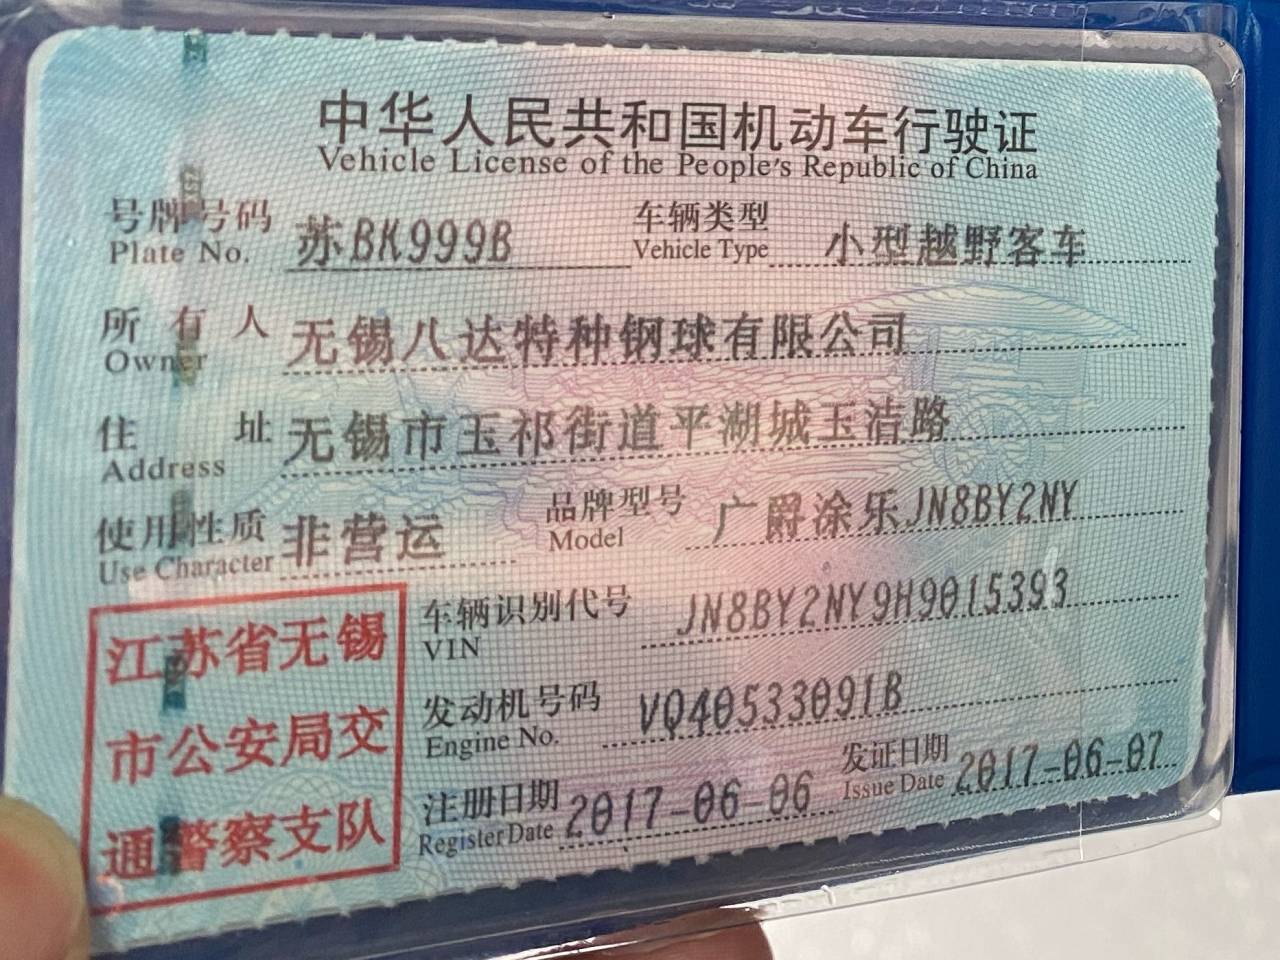 中华人民共和国机动车行驶证
Vehicle License of the People's Republic of China
号牌号码 苏BK999B 车辆类型 小型越野客车
Plate No. Vehicle Type
所有人 无锡八达特种钢球有限公司
Owner
住址 无锡市玉祁街道平湖城玉洁路
Address
使用性质 非营运 品牌型号 广爵涂乐JN8BY2NY
Use Character Model
车辆识别代号 JN8BY2NY9H9015393
VIN
发动机号码 VQ40533091B
Engine No.
注册日期 2017-06-06 发证日期 2017-06-07
Register Date Issue Date
江苏省无锡
市公安局交
通警察支队